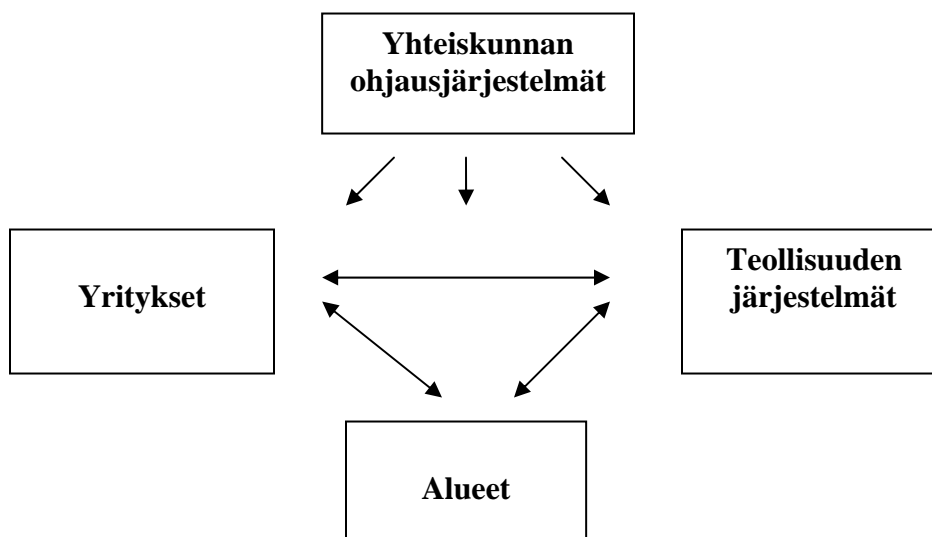 Yhteiskunnan
ohjausjärjestelmät
Yritykset
Teollisuuden
järjestelmät
Alueet